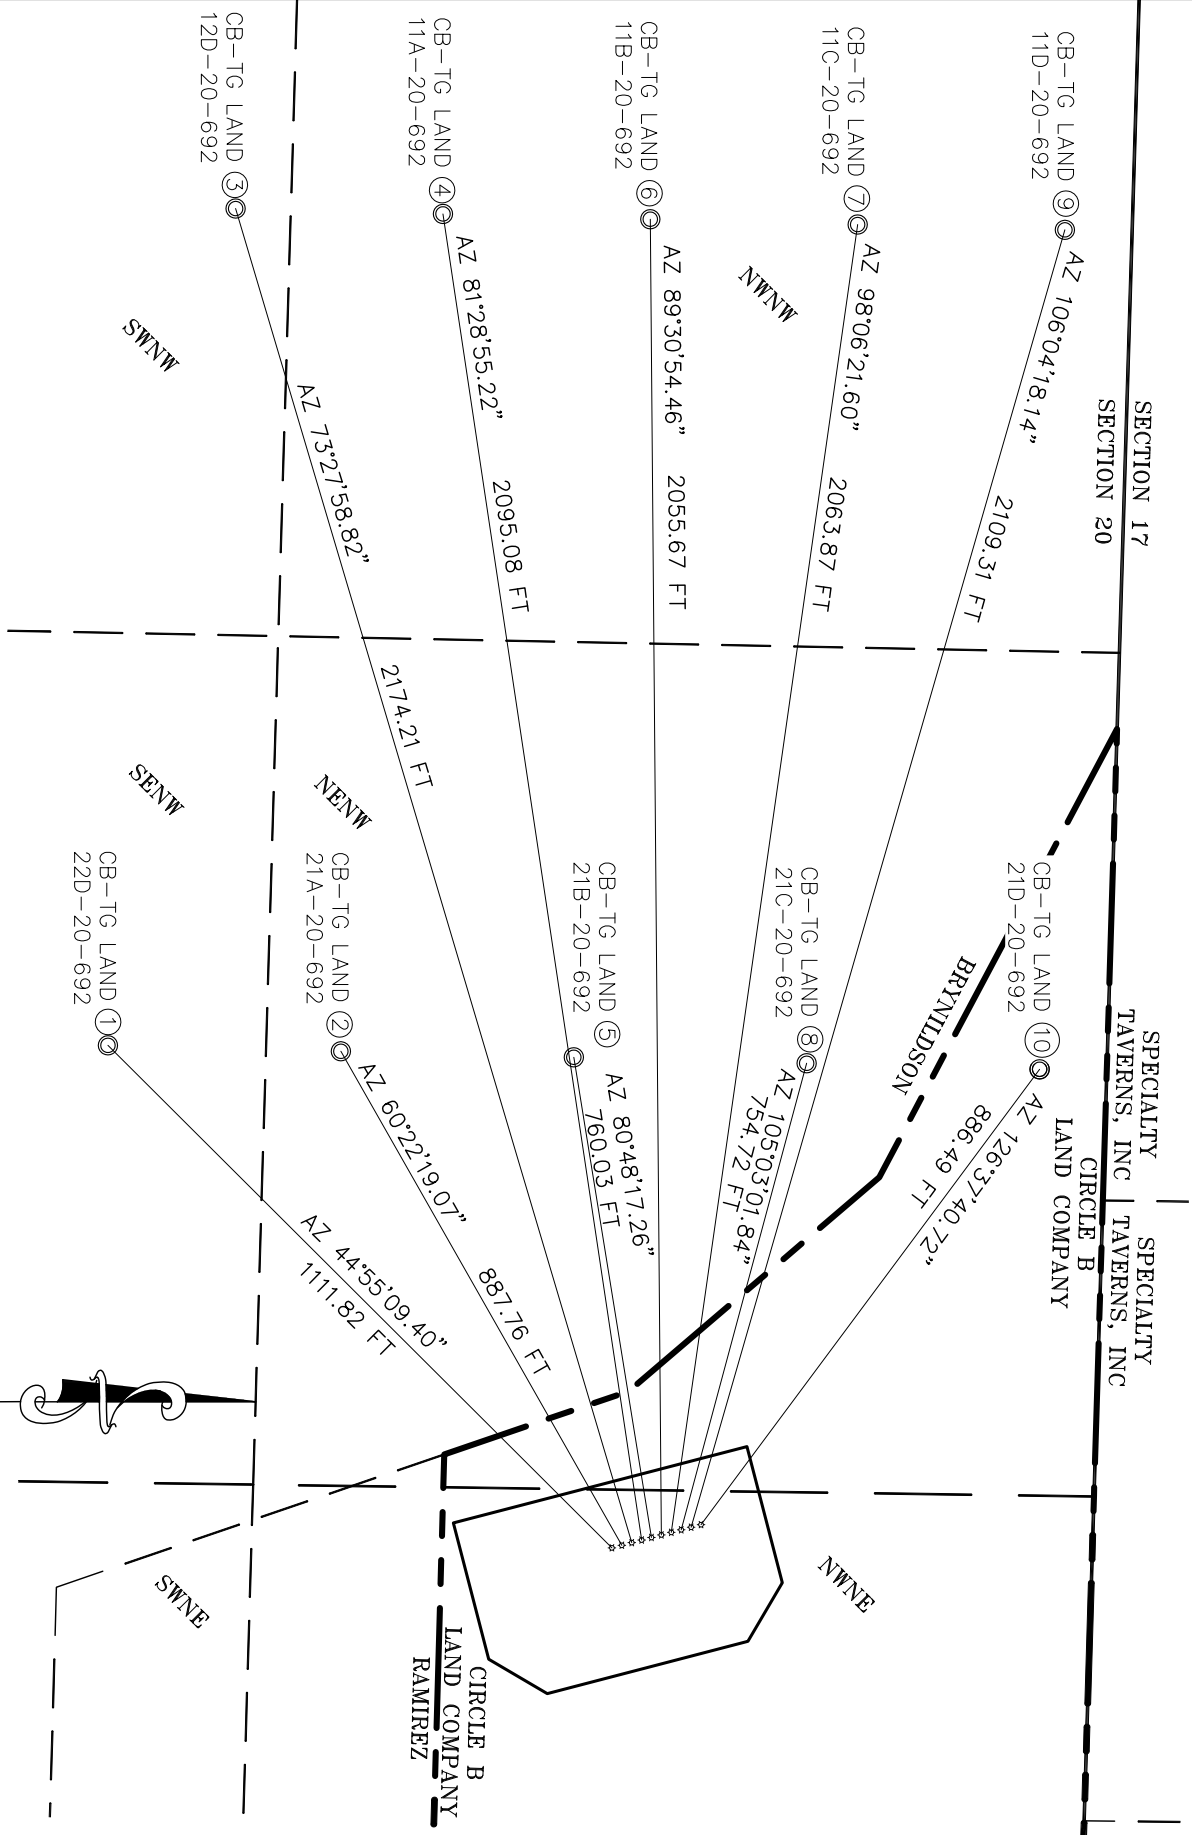 SECTION 17
SECTION 20
SPECIALTY
TAVERNS, INC
SPECIALTY
TAVERNS, INC
CIRCLE B
LAND COMPANY
CB-TG LAND 9
11D-20-692
AZ 106°04'18.14"
2109.31 FT
CB-TG LAND 10
21D-20-692
AZ 126°37'40.72"
886.49 FT
BRYNILDSON
CB-TG LAND 7
11C-20-692
AZ 98°06'21.60"
2063.87 FT
NWNW
CB-TG LAND 8
21C-20-692
AZ 105°03'01.84"
754.72 FT
NWNE
CB-TG LAND 6
11B-20-692
AZ 89°30'54.46"
2055.67 FT
CB-TG LAND 5
21B-20-692
AZ 80°48'17.26"
760.03 FT
CB-TG LAND 4
11A-20-692
AZ 81°28'55.22"
2095.08 FT
CIRCLE B
LAND COMPANY
RAMIREZ
CB-TG LAND 3
12D-20-692
AZ 73°27'58.82"
2174.21 FT
NENW
CB-TG LAND 2
21A-20-692
AZ 60°22'19.07"
887.76 FT
SWNW
SENW
CB-TG LAND 1
22D-20-692
AZ 44°55'09.40"
1111.82 FT
N
SWNE